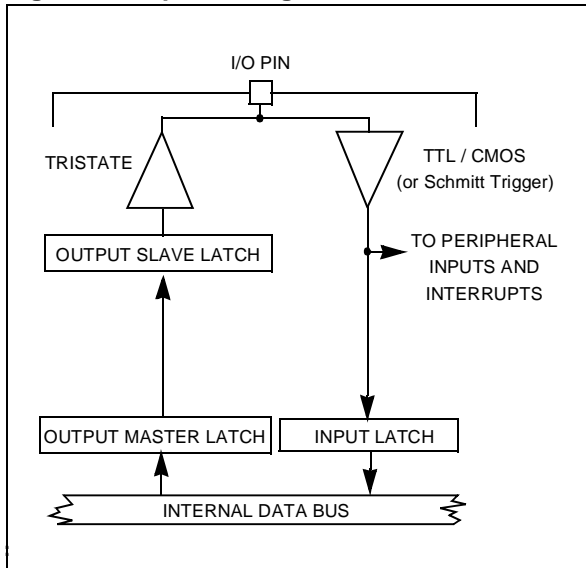 I/O PIN
TRISTATE
TTL / CMOS
(or Schmitt Trigger)
OUTPUT SLAVE LATCH
TO PERIPHERAL
INPUTS AND
INTERRUPTS
OUTPUT MASTER LATCH
INPUT LATCH
INTERNAL DATA BUS